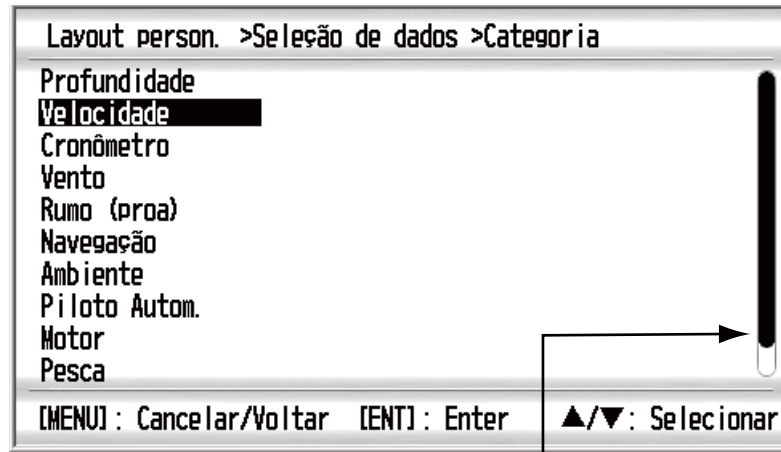 Layout person. >Seleção de dados >Categoria
Profundidade
Velocidade
Cronômetro
Vento
Rumo (proa)
Navegação
Ambiente
Piloto Autom.
Motor
Pesca
[MENU]: Cancelar/Voltar [ENT]: Enter ▲/▼: Selecionar